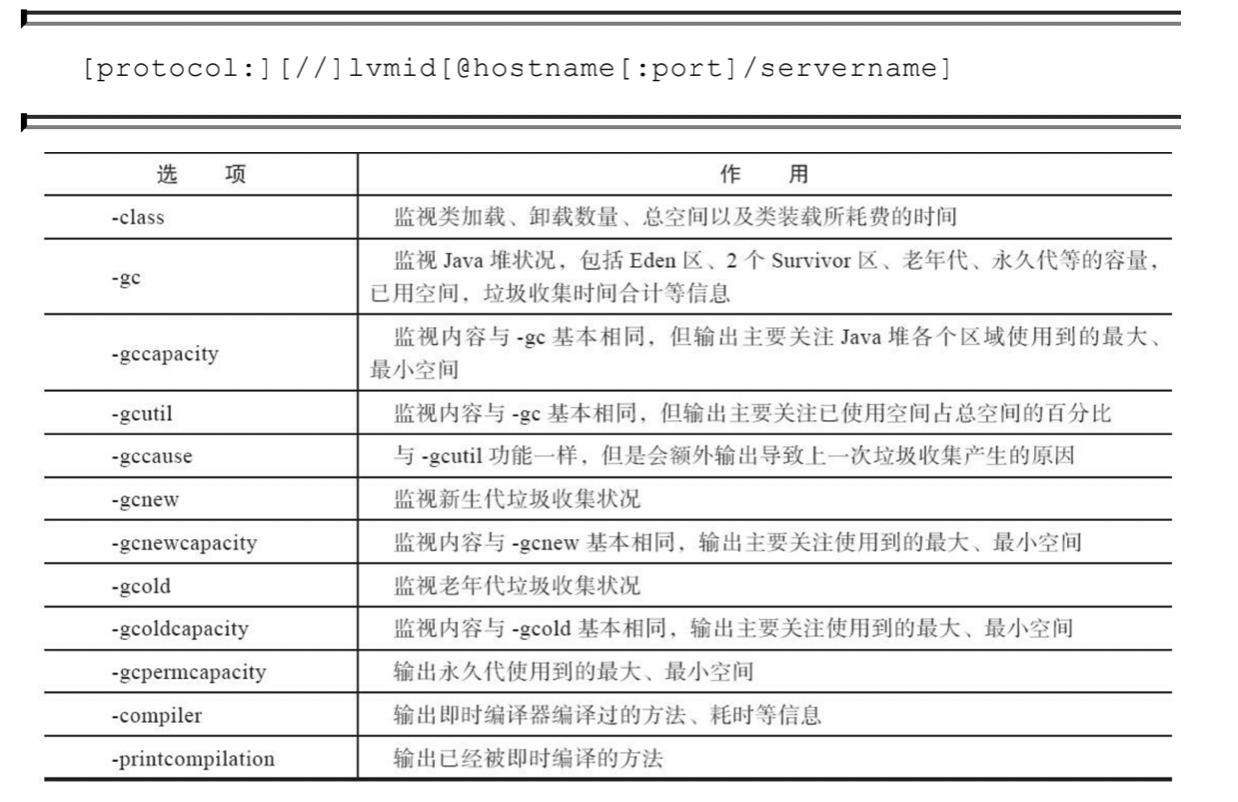 [protocol:][//]lvmid[@hostname[:port]/servername]
选 项 作 用
-class 监视类加载、卸载数量、总空间以及类装载所耗费的时间
-gc 监视 Java 堆状况，包括 Eden 区、2 个 Survivor 区、老年代、永久代等的容量，
已用空间，垃圾收集时间合计等信息
-gccapacity 监视内容与 -gc 基本相同，但输出主要关注 Java 堆各个区域使用到的最大、
最小空间
-gcutil 监视内容与 -gc 基本相同，但输出主要关注已使用空间占总空间的百分比
-gccause 与 -gcutil 功能一样，但是会额外输出导致上一次垃圾收集产生的原因
-gcnew 监视新生代垃圾收集状况
-gcnewcapacity 监视内容与 -gcnew 基本相同，输出主要关注使用到的最大、最小空间
-gcold 监视老年代垃圾收集状况
-gcoldcapacity 监视内容与 -gcold 基本相同，输出主要关注使用到的最大、最小空间
-gcpermcapacity 输出永久代使用到的最大、最小空间
-compiler 输出即时编译器编译过的方法、耗时等信息
-printcompilation 输出已经被即时编译的方法